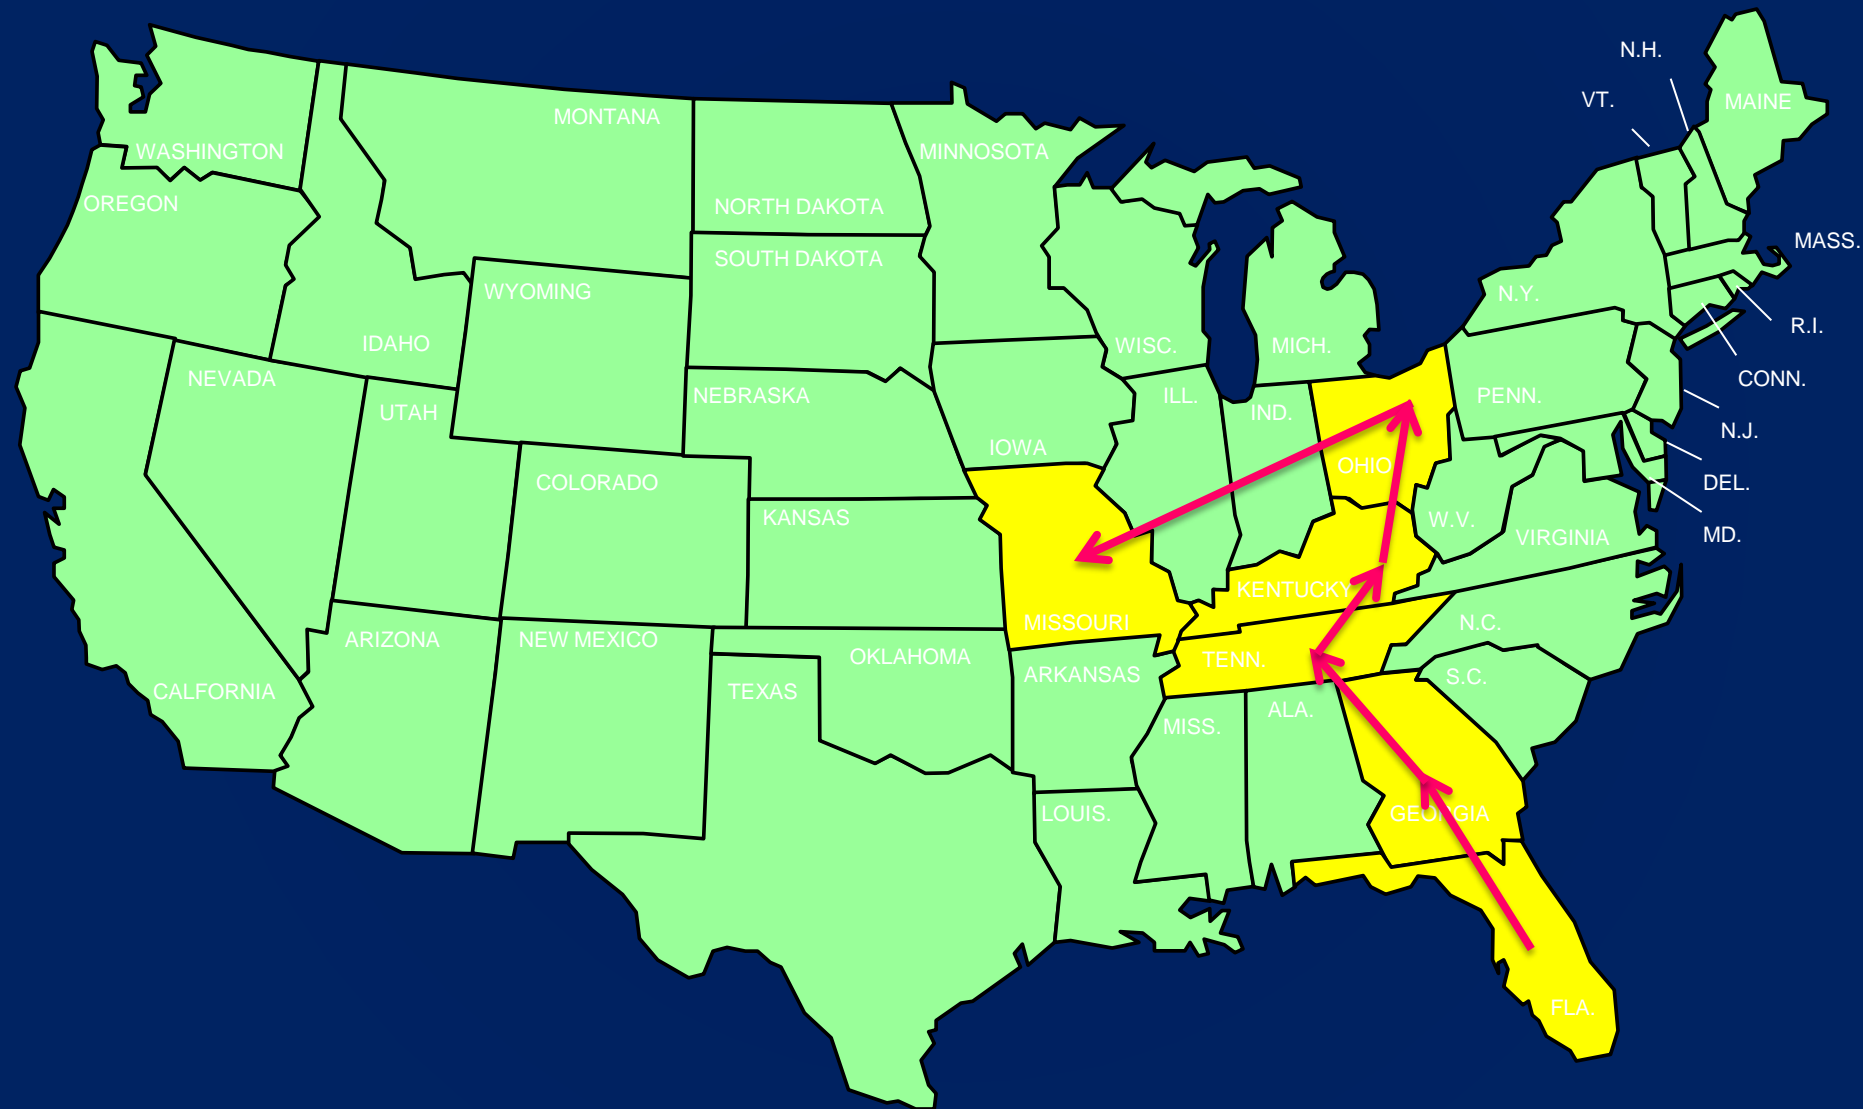 N.H.
VT.
MAINE
MONTANA
WASHINGTON
MINNOSOTA
OREGON
NORTH DAKOTA
MASS.
SOUTH DAKOTA
WYOMING
N.Y.
R.I.
IDAHO
WISC.
MICH.
NEVADA
CONN.
UTAH
NEBRASKA
ILL.
IND.
PENN.
N.J.
IOWA
OHIO
COLORADO
DEL.
KANSAS
W.V.
VIRGINIA
MD.
KENTUCKY
MISSOURI
N.C.
ARIZONA
NEW MEXICO
OKLAHOMA
TENN.
ARKANSAS
S.C.
CALFORNIA
TEXAS
ALA.
MISS.
LOUIS.
GEORGIA
FLA.